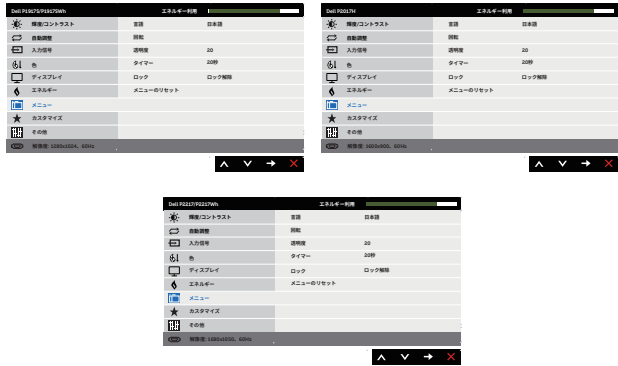 Dell P1917S/P1917SWh エネルギー利用
輝度/コントラスト 言語 日本語
自動調整 回転
入力信号 透明度 20
色 タイマー 20秒
ディスプレイ ロック ロック解除
エネルギー メニューのリセット
メニュー
カスタマイズ
その他
解像度: 1280x1024、60Hz
Dell P2017H エネルギー利用
輝度/コントラスト 言語 日本語
自動調整 回転
入力信号 透明度 20
色 タイマー 20秒
ディスプレイ ロック ロック解除
エネルギー メニューのリセット
メニュー
カスタマイズ
その他
解像度: 1600x900、60Hz
Dell P2217/P2217Wh エネルギー利用
輝度/コントラスト 言語 日本語
自動調整 回転
入力信号 透明度 20
色 タイマー 20秒
ディスプレイ ロック ロック解除
エネルギー メニューのリセット
メニュー
カスタマイズ
その他
解像度: 1680x1050、60Hz